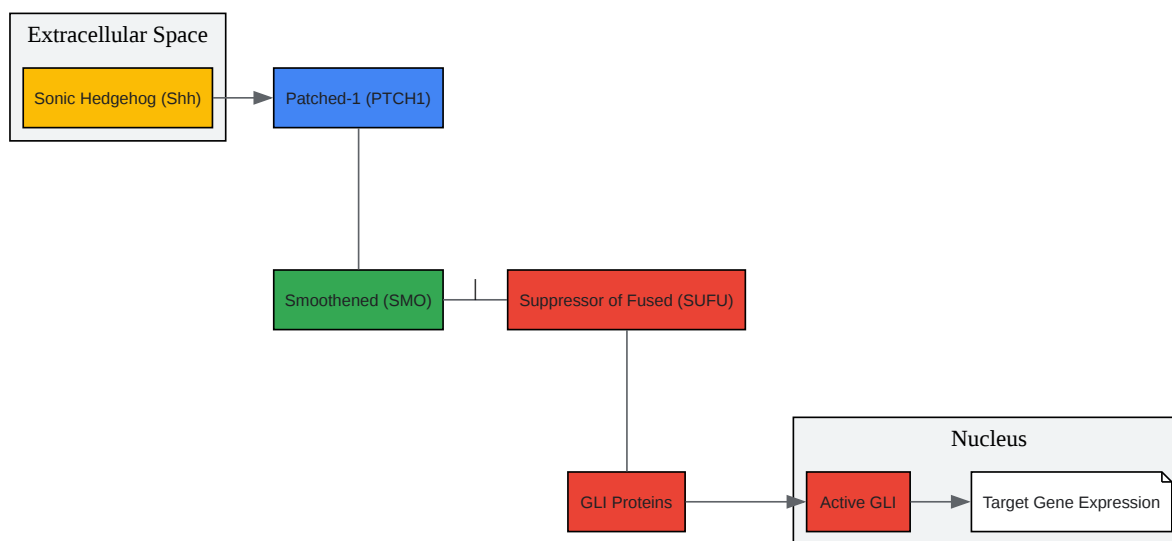 Extracellular Space
Sonic Hedgehog (Shh)
Patched-1 (PTCH1)
Smoothened (SMO)
Suppressor of Fused (SUFU)
Nucleus
GLI Proteins
Active GLI
Target Gene Expression